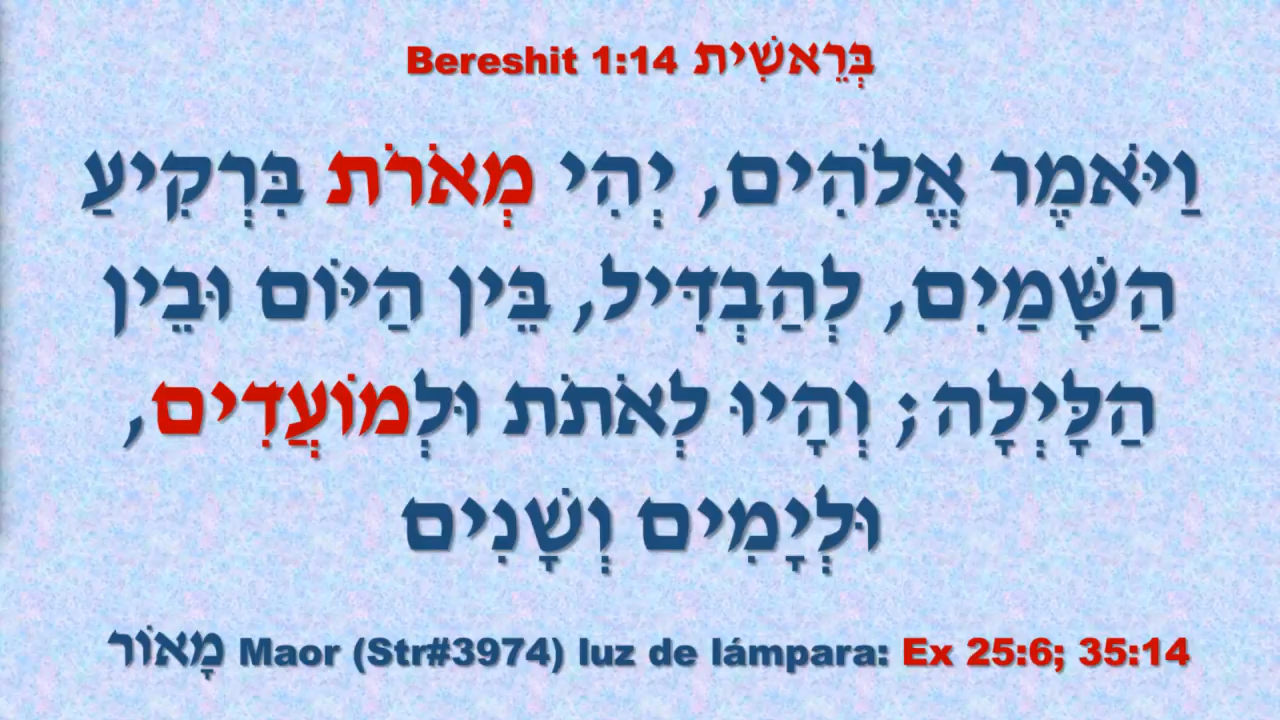 Bereshit 1:14 בְּרֵאשִׁית
וַיֹּאמֶר אֱלֹהִים, יְהִי מְאֹרֹת בִּרְקִיעַ
הַשָּׁמַיִם, לְהַבְדִּיל, בֵּין הַיּוֹם וּבֵין
הַלָּיְלָה; וְהָיוּ לְאֹתֹת וּלְמוֹעֲדִים,
וּלְיָמִים וְשָׁנִים
מָאוֹר Maor (Str#3974) luz de lámpara: Ex 25:6; 35:14